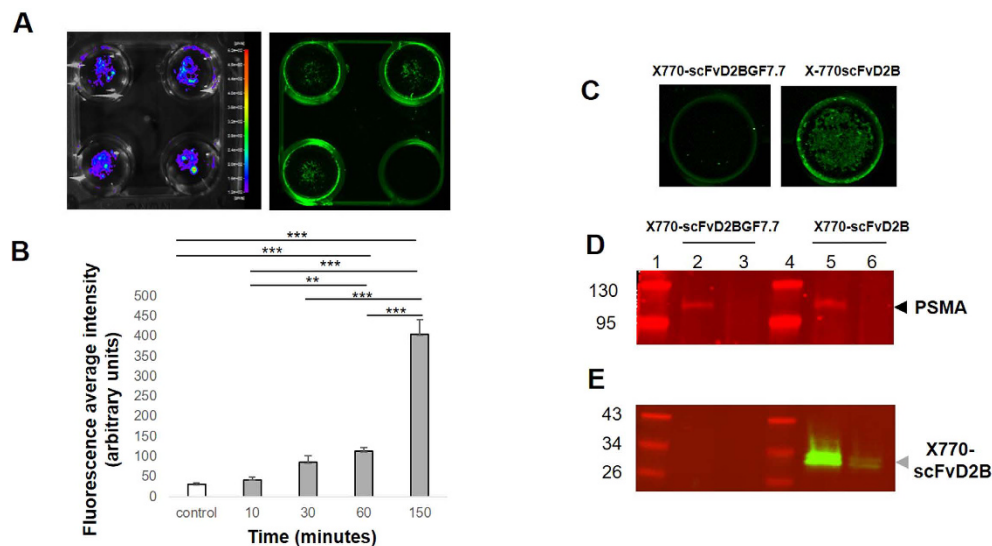 A
B
***
***
***
**
***
***
Fluorescence average intensity
(arbitrary units)
500
450
400
350
300
250
200
150
100
50
0
control 10 30 60 150
Time (minutes)
C
X770-scFvD2BGF7.7 X-770scFvD2B
D
X770-scFvD2BGF7.7 X770-scFvD2B
1 2 3 4 5 6
130
95
PSMA
E
43
34
26
X770-
scFvD2B